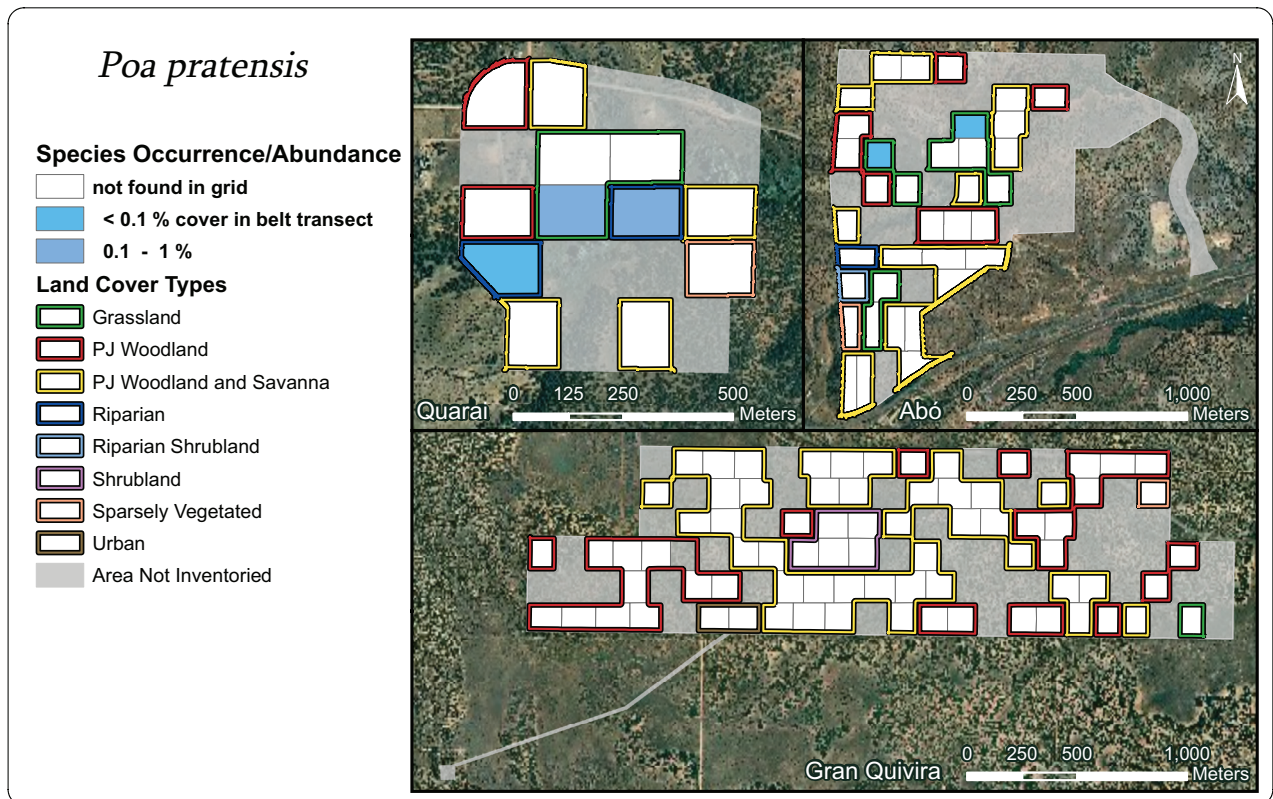 Poa pratensis
Species Occurrence/Abundance
not found in grid
< 0.1 % cover in belt transect
0.1 - 1 %
Land Cover Types
Grassland
PJ Woodland
PJ Woodland and Savanna
Riparian
Riparian Shrubland
Shrubland
Sparsely Vegetated
Urban
Area Not Inventoried
N
0 125 250 500
Quarai Meters
0 250 500 1,000
Abó Meters
0 250 500 1,000
Gran Quivira Meters